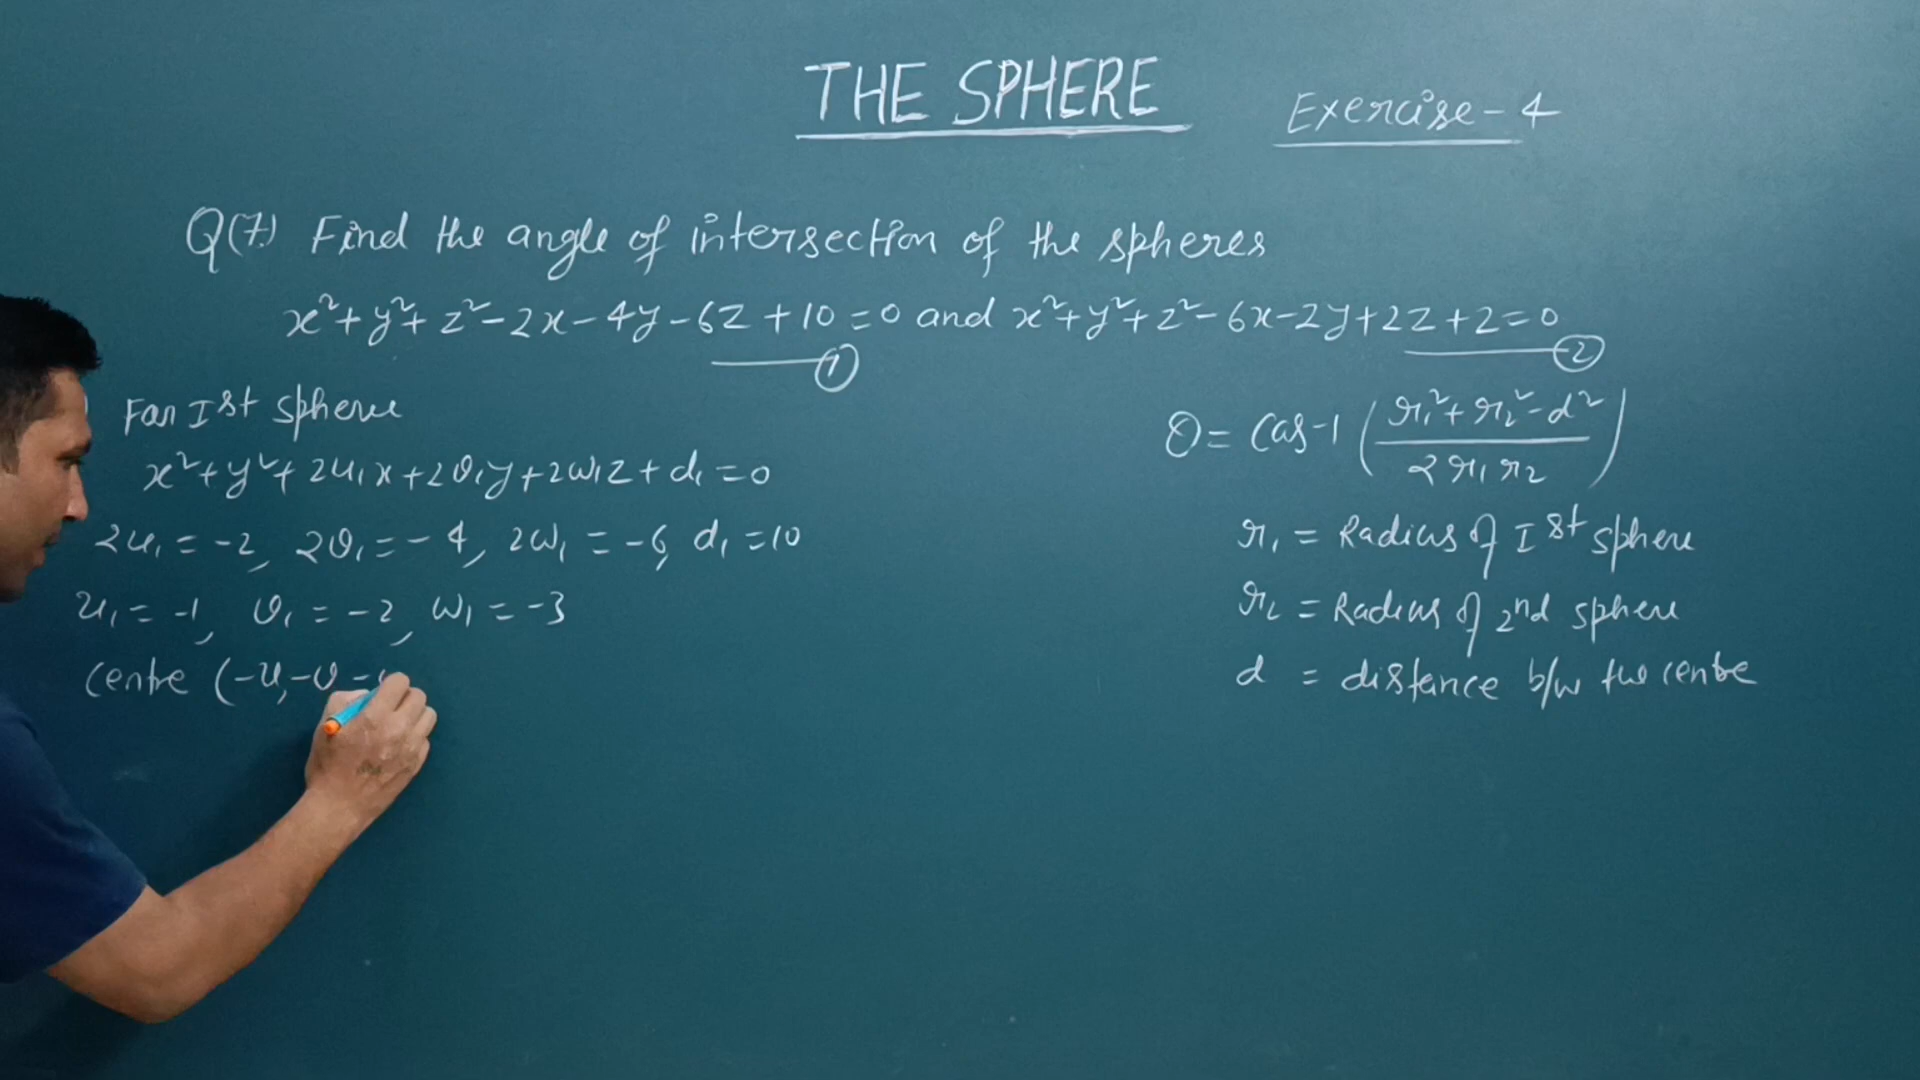 THE SPHERE
Exercise-4
Q(7.) Find the angle of intersection of the spheres
x²+y²+z²-2x-4y-6z+10=0 and x²+y²+z²-6x-2y+2z+2=0
① ②
For Ist sphere
x²+y²+2u₁x+2v₁y+2w₁z+d₁=0
2u₁=-2, 2v₁=-4, 2w₁=-6, d₁=10
u₁=-1, v₁=-2, w₁=-3
Centre (-u,-v,-
θ=Cos-1((r₁²+r₂²-d²)/(2r₁r₂))
r₁ = Radius of Ist sphere
r₂ = Radius of 2nd sphere
d = distance b/w the centre